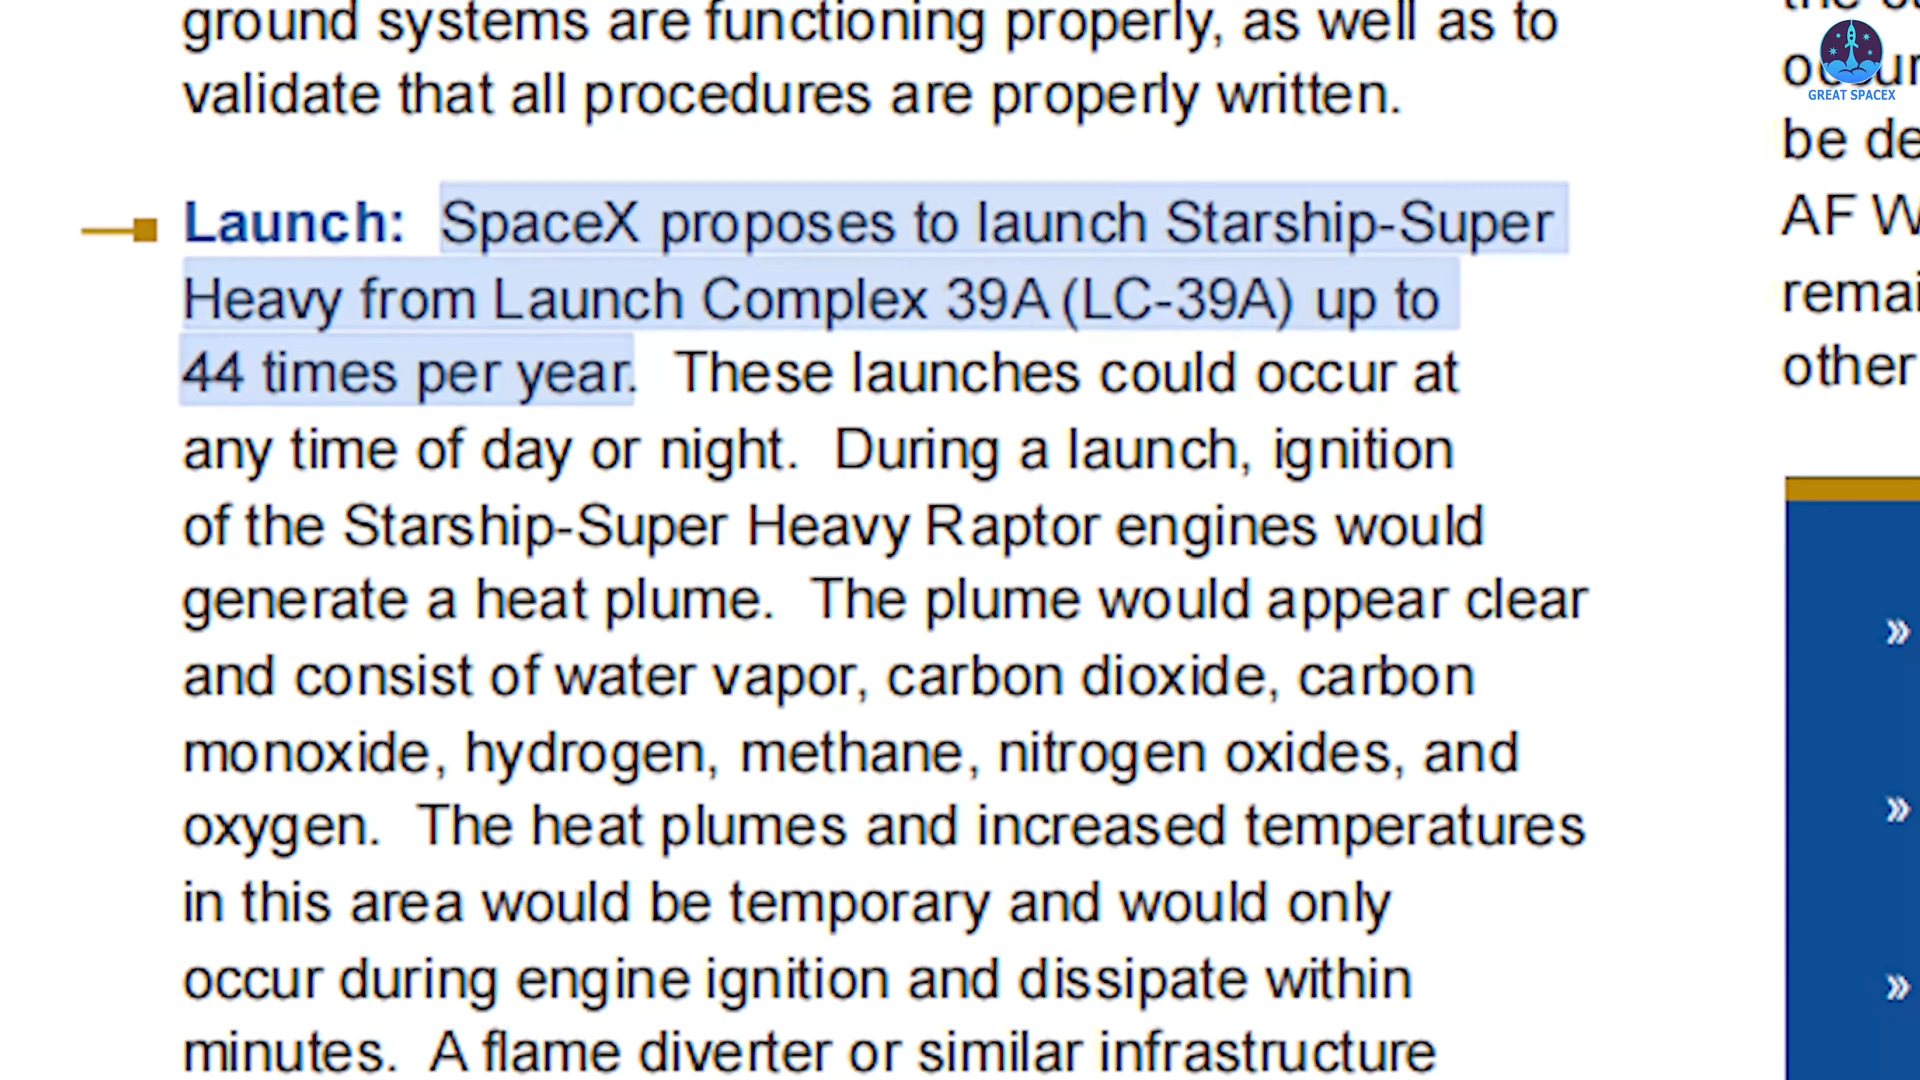 ground systems are functioning properly, as well as to
validate that all procedures are properly written.
Launch: SpaceX proposes to launch Starship-Super
Heavy from Launch Complex 39A (LC-39A) up to
44 times per year. These launches could occur at
any time of day or night. During a launch, ignition
of the Starship-Super Heavy Raptor engines would
generate a heat plume. The plume would appear clear
and consist of water vapor, carbon dioxide, carbon
monoxide, hydrogen, methane, nitrogen oxides, and
oxygen. The heat plumes and increased temperatures
in this area would be temporary and would only
occur during engine ignition and dissipate within
minutes. A flame diverter or similar infrastructure
GREAT SPACEX
be de
AF W
remai
other
»
»
»